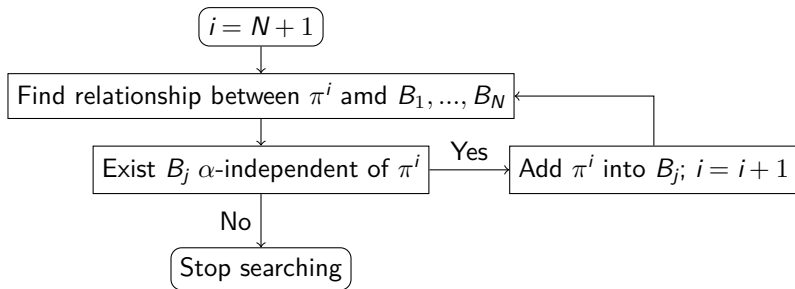 i = N + 1
Find relationship between π^i amd B_1, ..., B_N
Exist B_j α-independent of π^i
Yes
Add π^i into B_j; i = i + 1
No
Stop searching